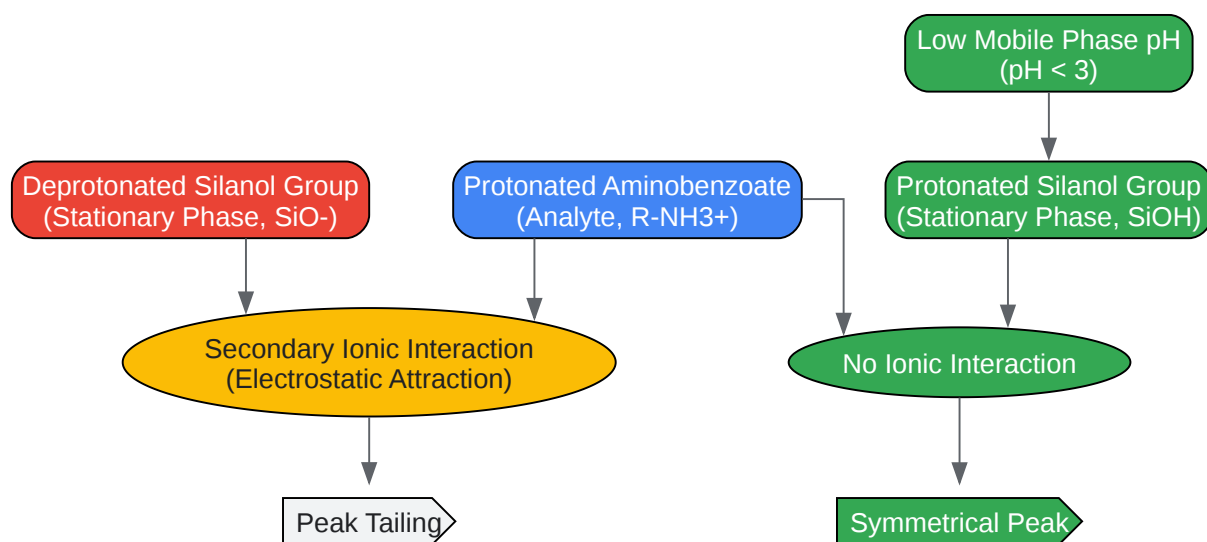 Low Mobile Phase pH
(pH < 3)
Deprotonated Silanol Group
(Stationary Phase, SiO-)
Protonated Aminobenzoate
(Analyte, R-NH3+)
Protonated Silanol Group
(Stationary Phase, SiOH)
Secondary Ionic Interaction
(Electrostatic Attraction)
No Ionic Interaction
Peak Tailing
Symmetrical Peak